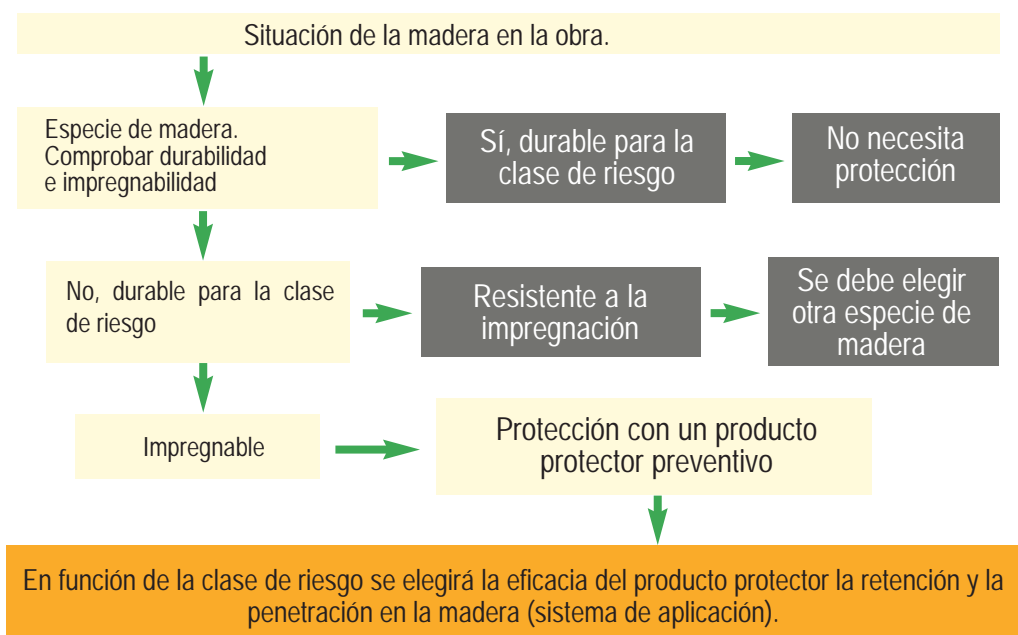 Situación de la madera en la obra.
Especie de madera.
Comprobar durabilidad
e impregnabilidad
Sí, durable para la
clase de riesgo
No necesita
protección
No, durable para la clase
de riesgo
Resistente a la
impregnación
Se debe elegir
otra especie de
madera
Impregnable
Protección con un producto
protector preventivo
En función de la clase de riesgo se elegirá la eficacia del producto protector la retención y la
penetración en la madera (sistema de aplicación).